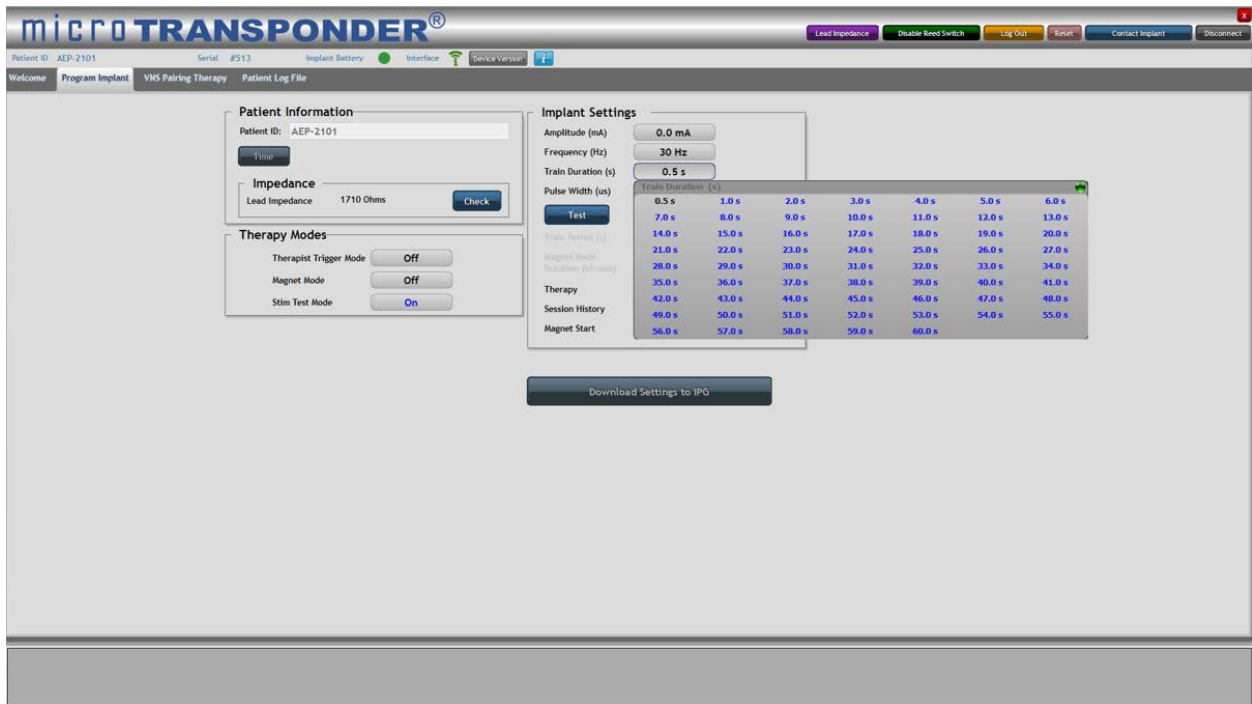 microTRANSPONDER®
X
Lead Impedance Disable Reed Switch Log Out Reset Contact Implant Disconnect
Patient ID AEP-2101 Serial #513 Implant Battery Interface Device Version i
Welcome Program Implant VNS Pairing Therapy Patient Log File
Patient Information
Patient ID: AEP-2101
Time
Impedance
Lead Impedance 1710 Ohms Check
Therapy Modes
Therapist Trigger Mode Off
Magnet Mode Off
Stim Test Mode On
Implant Settings
Amplitude (mA) 0.0 mA
Frequency (Hz) 30 Hz
Train Duration (s) 0.5 s
Pulse Width (us)
Test
Train Period (s)
Magnet Mode
Duration (hh:mm)
Therapy
Session History
Magnet Start
Train Duration (s)
0.5 s 1.0 s 2.0 s 3.0 s 4.0 s 5.0 s 6.0 s
7.0 s 8.0 s 9.0 s 10.0 s 11.0 s 12.0 s 13.0 s
14.0 s 15.0 s 16.0 s 17.0 s 18.0 s 19.0 s 20.0 s
21.0 s 22.0 s 23.0 s 24.0 s 25.0 s 26.0 s 27.0 s
28.0 s 29.0 s 30.0 s 31.0 s 32.0 s 33.0 s 34.0 s
35.0 s 36.0 s 37.0 s 38.0 s 39.0 s 40.0 s 41.0 s
42.0 s 43.0 s 44.0 s 45.0 s 46.0 s 47.0 s 48.0 s
49.0 s 50.0 s 51.0 s 52.0 s 53.0 s 54.0 s 55.0 s
56.0 s 57.0 s 58.0 s 59.0 s 60.0 s
Download Settings to IPG